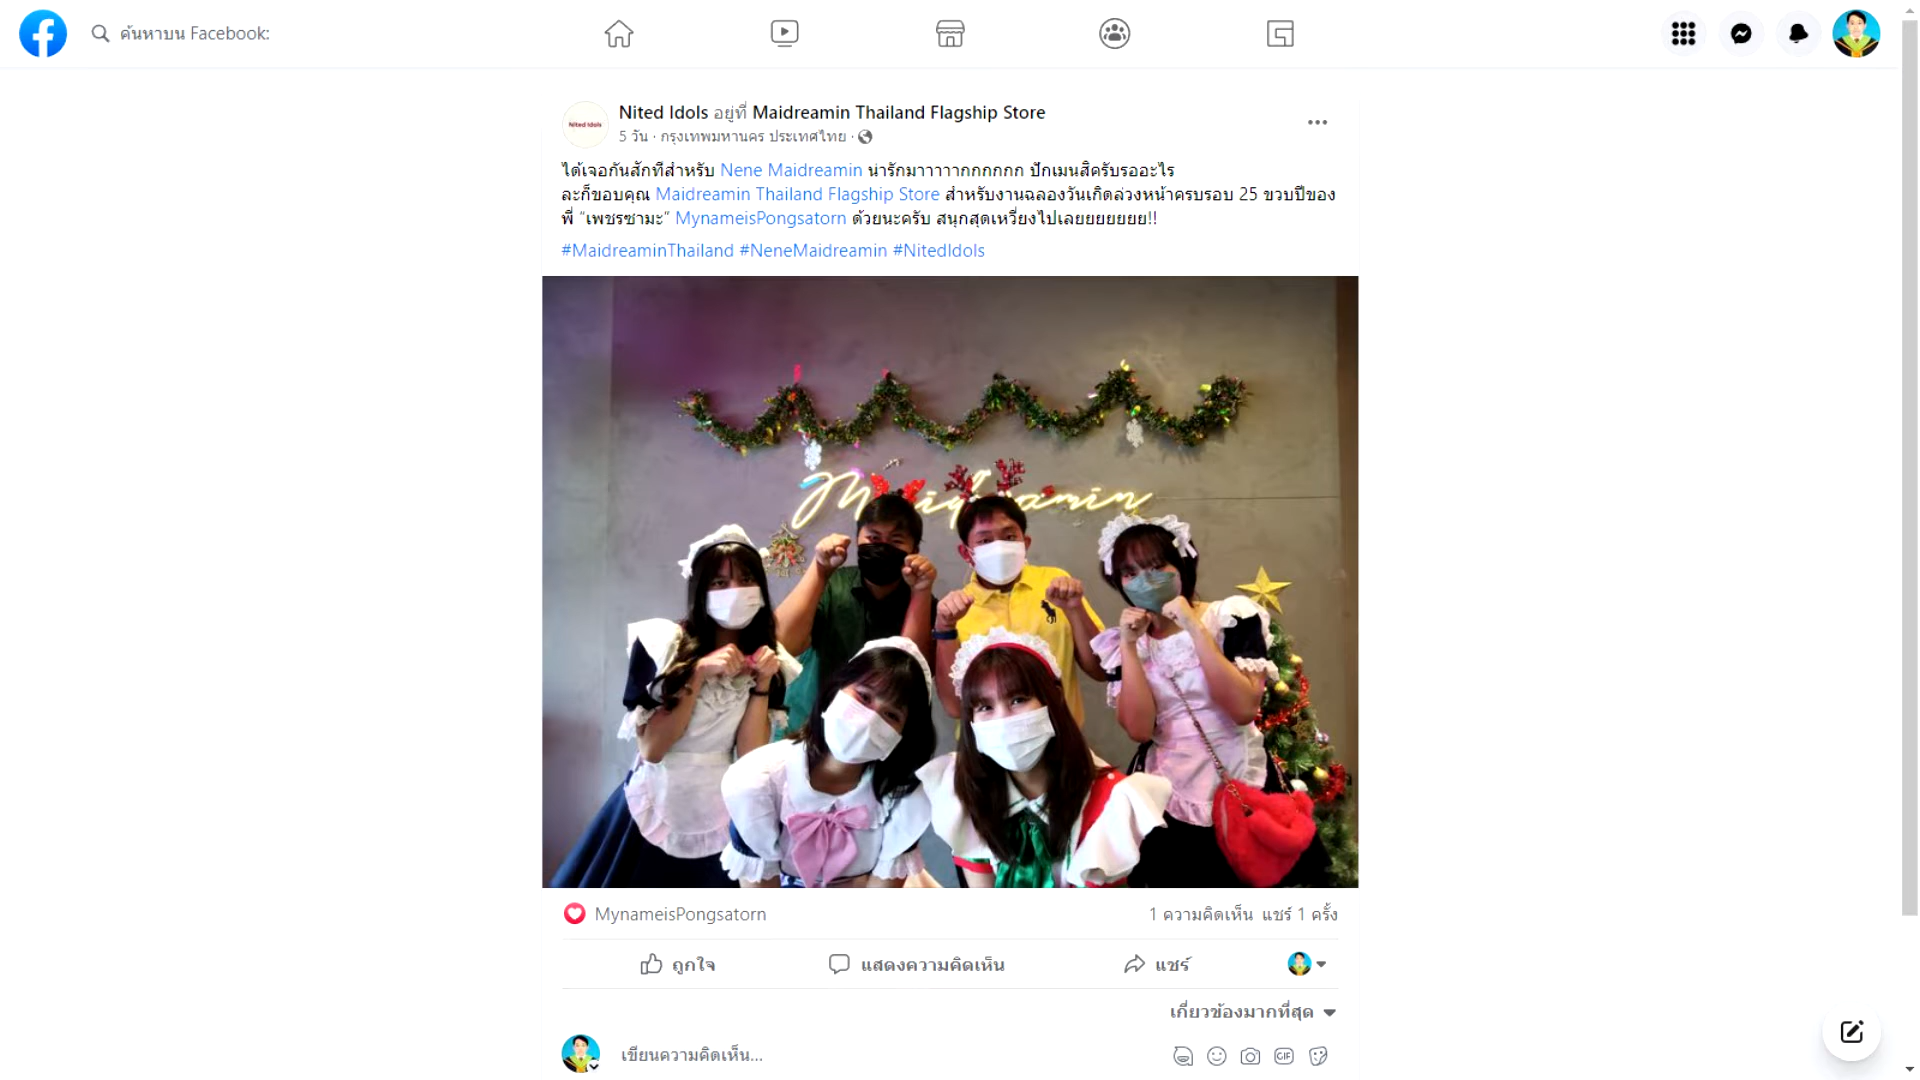 ค้นหาบน Facebook:
Nited Idols อยู่ที่ Maidreamin Thailand Flagship Store
Nited Idols
5 วัน · กรุงเทพมหานคร ประเทศไทย ·
ได้เจอกันสักทีสำหรับ Nene Maidreamin น่ารักมาาาาากกกกกก ปักเมนสิครับรออะไร
ละก็ขอบคุณ Maidreamin Thailand Flagship Store สำหรับงานฉลองวันเกิดล่วงหน้าครบรอบ 25 ขวบปีของ
พี่ “เพชรซามะ” MynameisPongsatorn ด้วยนะครับ สนุกสุดเหวี่ยงไปเลยยยยยยย!!
#MaidreaminThailand #NeneMaidreamin #NitedIdols
MynameisPongsatorn
1 ความคิดเห็น แชร์ 1 ครั้ง
ถูกใจ
แสดงความคิดเห็น
แชร์
เกี่ยวข้องมากที่สุด
เขียนความคิดเห็น...
GIF